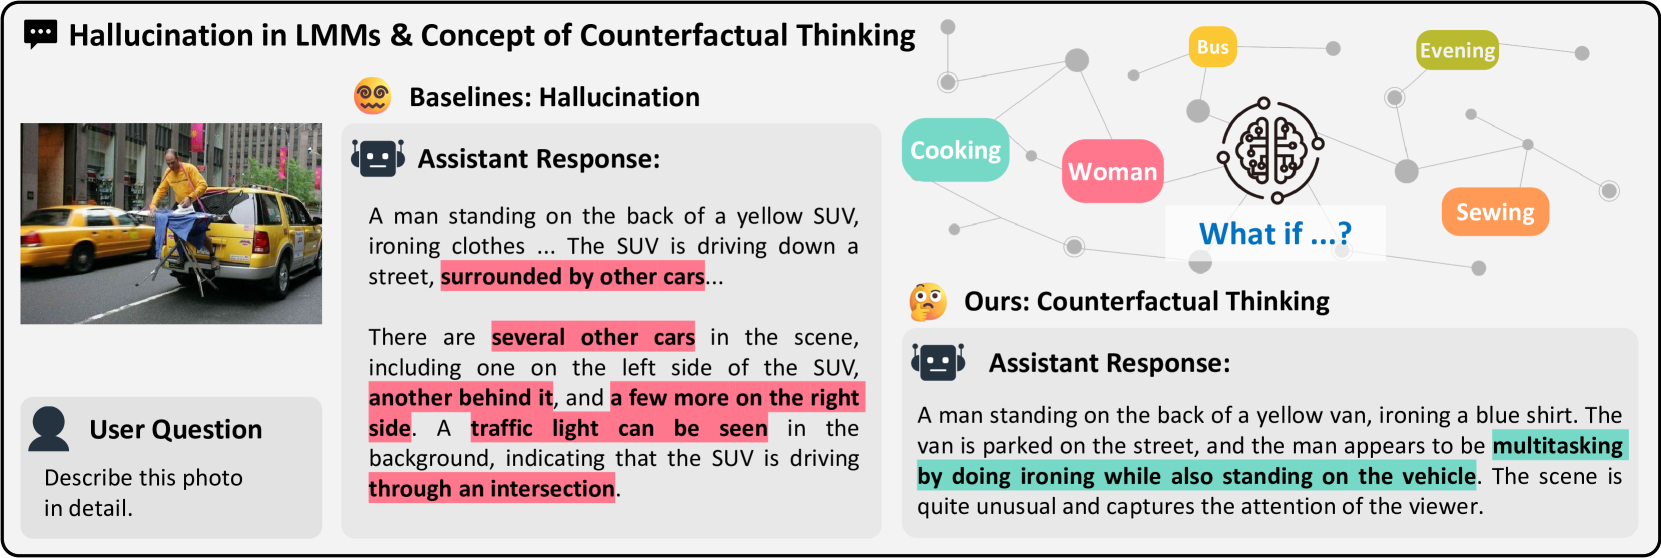 Hallucination in LMMs & Concept of Counterfactual Thinking
Baselines: Hallucination
Assistant Response:
A man standing on the back of a yellow SUV,
ironing clothes ... The SUV is driving down a
street, surrounded by other cars...
There are several other cars in the scene,
including one on the left side of the SUV,
another behind it, and a few more on the right
side. A traffic light can be seen in the
background, indicating that the SUV is driving
through an intersection.
User Question
Describe this photo
in detail.
Bus
Evening
Cooking
Woman
Sewing
What if ...?
Ours: Counterfactual Thinking
Assistant Response:
A man standing on the back of a yellow van, ironing a blue shirt. The
van is parked on the street, and the man appears to be multitasking
by doing ironing while also standing on the vehicle. The scene is
quite unusual and captures the attention of the viewer.